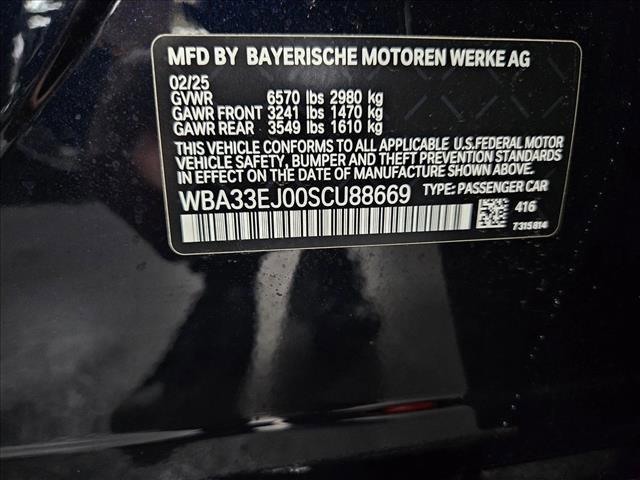 MFD BY BAYERISCHE MOTOREN WERKE AG
02/25
GVWR 6570 lbs 2980 kg
GAWR FRONT 3241 lbs 1470 kg
GAWR REAR 3549 lbs 1610 kg
THIS VEHICLE CONFORMS TO ALL APPLICABLE U.S.FEDERAL MOTOR
VEHICLE SAFETY, BUMPER AND THEFT PREVENTION STANDARDS
IN EFFECT ON THE DATE OF MANUFACTURE SHOWN ABOVE.
WBA33EJ00SCU88669 TYPE: PASSENGER CAR
416
7315814